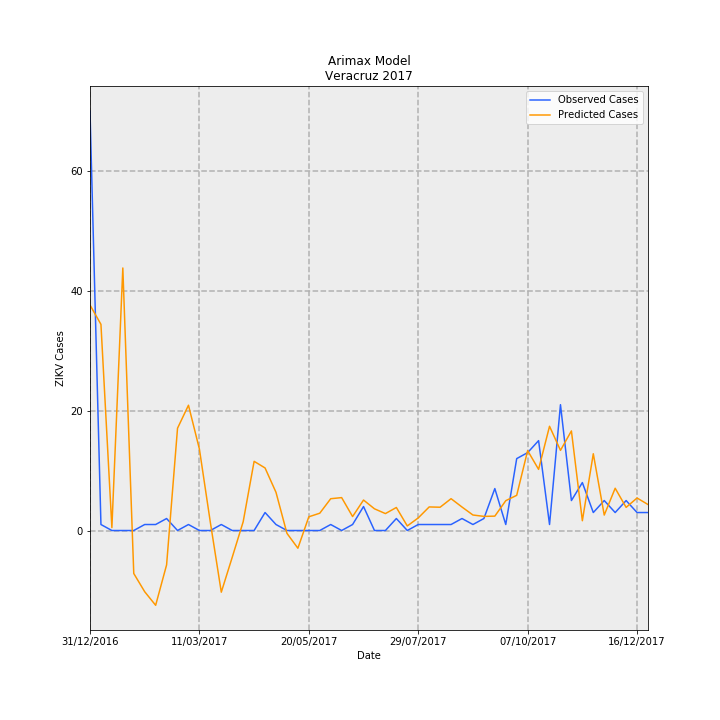 Arimax Model
Veracruz 2017
Observed Cases
Predicted Cases
60
40
20
0
ZIKV Cases
31/12/2016
11/03/2017
20/05/2017
29/07/2017
07/10/2017
16/12/2017
Date